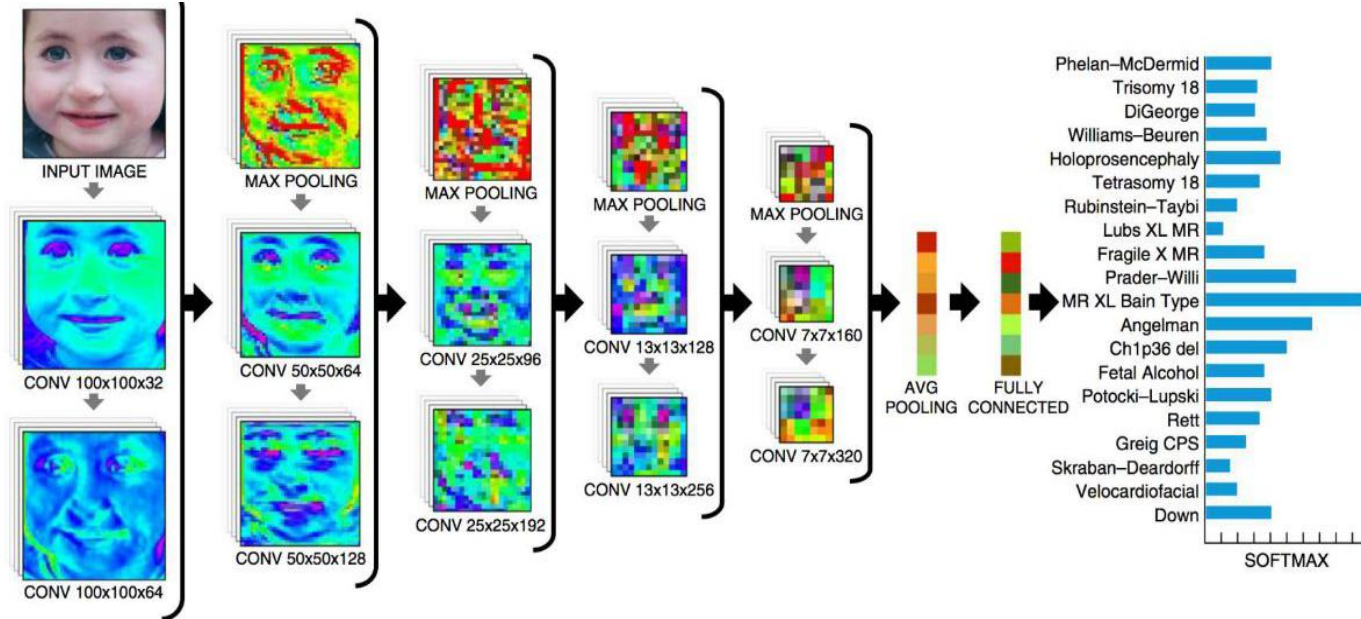 INPUT IMAGE
CONV 100x100x32
CONV 100x100x64
MAX POOLING
CONV 50x50x64
CONV 50x50x128
MAX POOLING
CONV 25x25x96
CONV 25x25x192
MAX POOLING
CONV 13x13x128
CONV 13x13x256
MAX POOLING
CONV 7x7x160
CONV 7x7x320
AVG
POOLING
FULLY
CONNECTED
Phelan–McDermid
Trisomy 18
DiGeorge
Williams–Beuren
Holoprosencephaly
Tetrasomy 18
Rubinstein–Taybi
Lubs XL MR
Fragile X MR
Prader–Willi
MR XL Bain Type
Angelman
Ch1p36 del
Fetal Alcohol
Potocki–Lupski
Rett
Greig CPS
Skraban–Deardorff
Velocardiofacial
Down
SOFTMAX